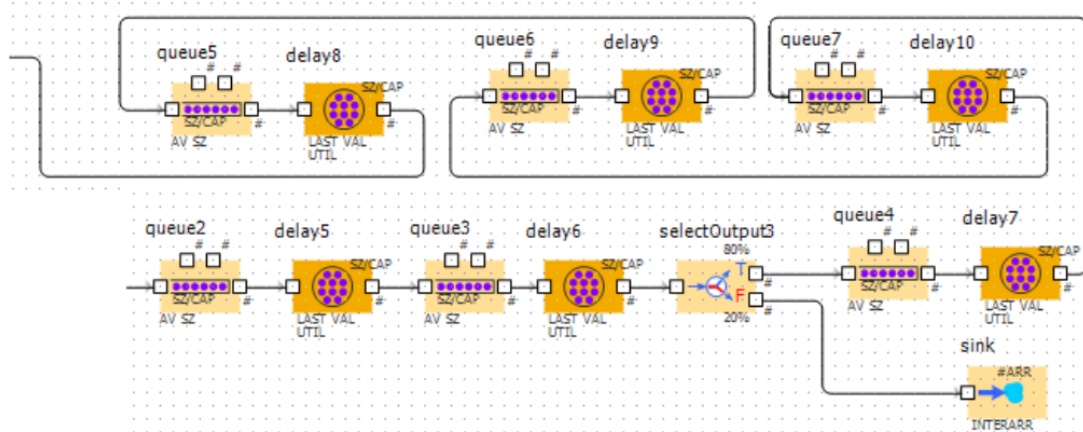 queue5
delay8
queue6
delay9
queue7
delay10
# #
SZ/CAP
# #
SZ/CAP
# #
SZ/CAP
SZ/CAP
#
#
SZ/CAP
#
#
SZ/CAP
#
#
AV SZ
LAST VAL
UTIL
AV SZ
LAST VAL
UTIL
AV SZ
LAST VAL
UTIL
queue2
delay5
queue3
delay6
selectOutput3
queue4
delay7
# #
SZ/CAP
# #
SZ/CAP
80%
# #
SZ/CAP
SZ/CAP
#
#
SZ/CAP
#
#
T
#
F
#
SZ/CAP
#
#
AV SZ
LAST VAL
UTIL
AV SZ
LAST VAL
UTIL
20%
AV SZ
LAST VAL
UTIL
sink
#ARR
INTERARR